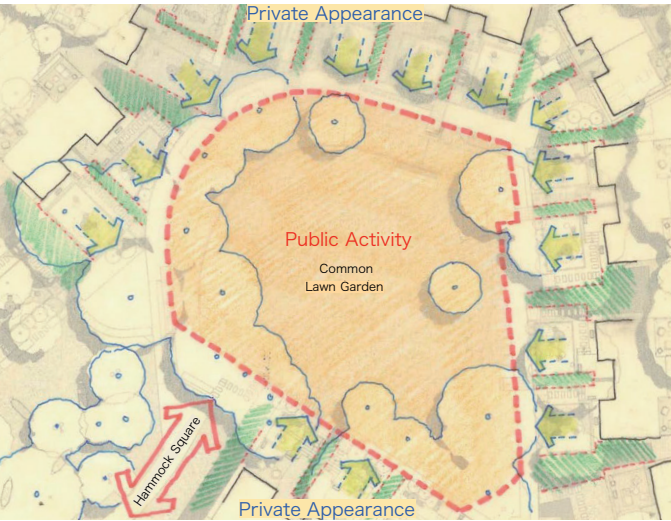 Private Appearance
Public Activity
Common
Lawn Garden
Hammock Square
Private Appearance